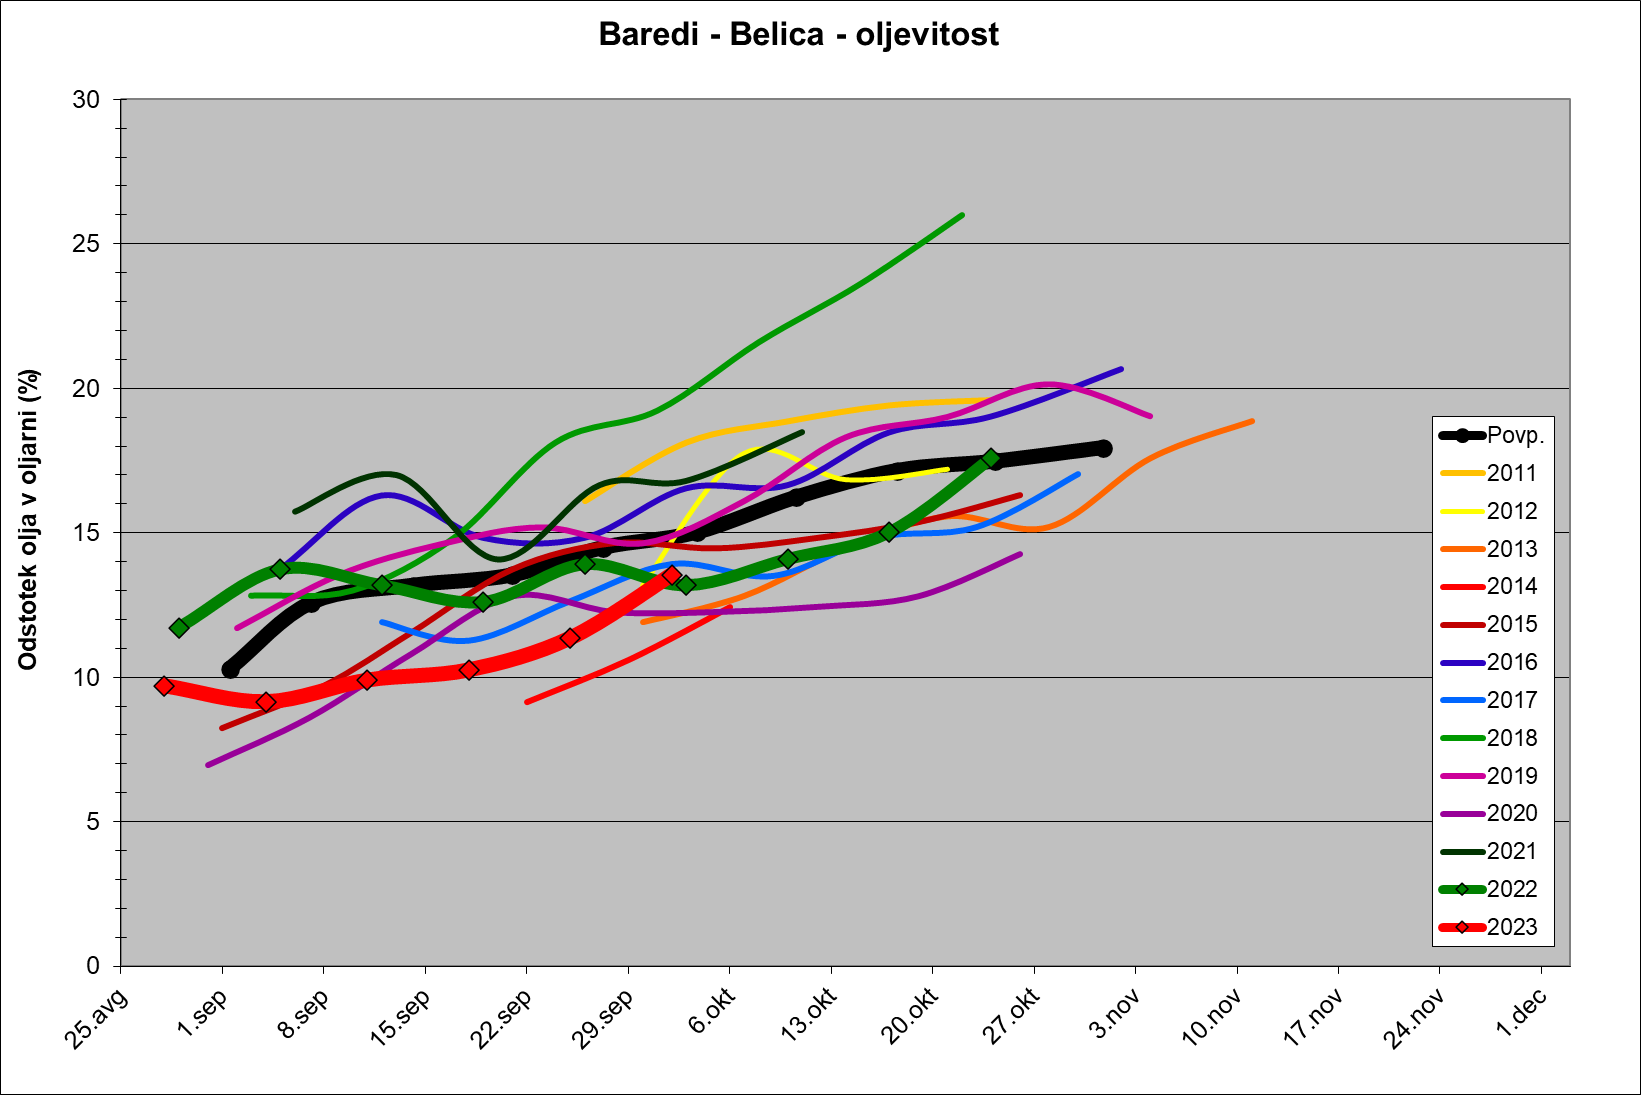 Baredi - Belica - oljevitost
Odstotek olja v oljarni (%)
30
25
20
15
10
5
0
25.avg
1.sep
8.sep
15.sep
22.sep
29.sep
6.okt
13.okt
20.okt
27.okt
3.nov
10.nov
17.nov
24.nov
1.dec
Povp.
2011
2012
2013
2014
2015
2016
2017
2018
2019
2020
2021
2022
2023